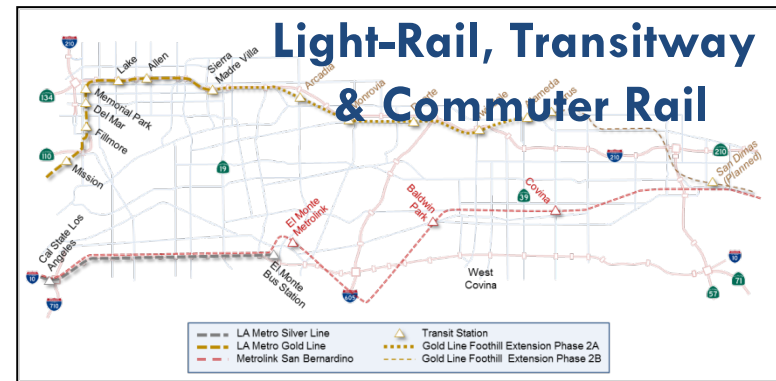 Light-Rail, Transitway
& Commuter Rail
210
Lake
Allen
Sierra
Madre Villa
Arcadia
134
Memorial Park
Del Mar
Fillmore
110
Mission
19
210
210
San Dimas
(Planned)
39
Covina
Baldwin
Park
El Monte
Metrolink
Cal State Los
Angeles
10
710
El Monte
Bus Station
605
West
Covina
10
57
71
LA Metro Silver Line
LA Metro Gold Line
Metrolink San Bernardino
Transit Station
Gold Line Foothill Extension Phase 2A
Gold Line Foothill Extension Phase 2B